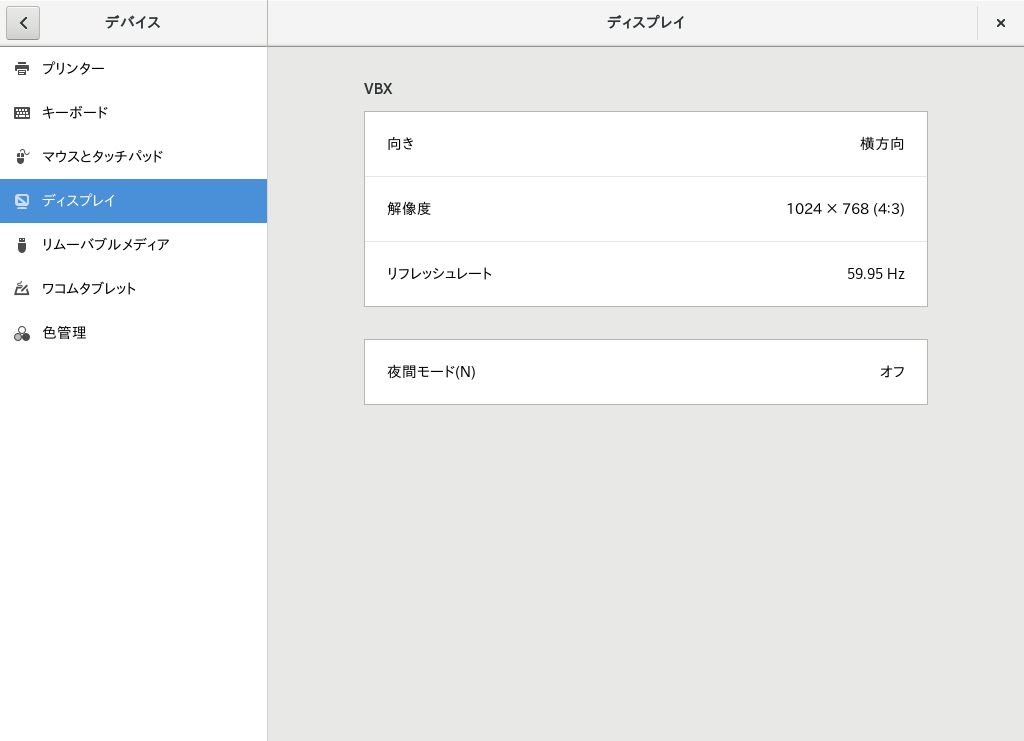 デバイス
ディスプレイ
プリンター
キーボード
マウスとタッチパッド
ディスプレイ
リムーバブルメディア
ワコムタブレット
色管理
VBX
向き 横方向
解像度 1024 × 768 (4:3)
リフレッシュレート 59.95 Hz
夜間モード(N) オフ